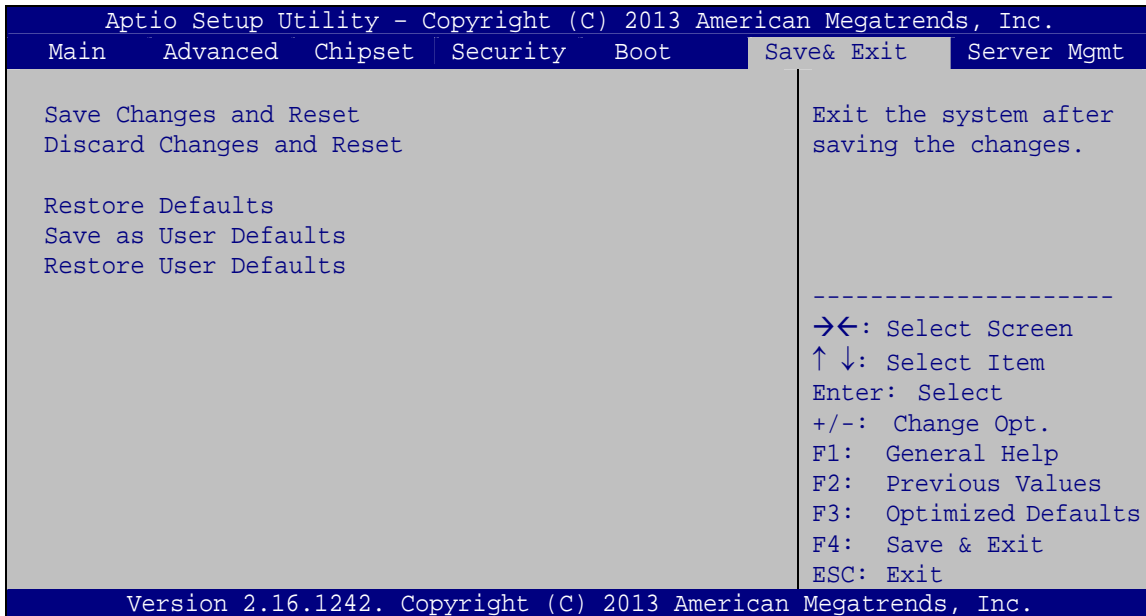 Aptio Setup Utility – Copyright (C) 2013 American Megatrends, Inc.
Main Advanced Chipset Security Boot Save& Exit Server Mgmt
Save Changes and Reset
Discard Changes and Reset
Restore Defaults
Save as User Defaults
Restore User Defaults
Exit the system after
saving the changes.
---------------------
→←: Select Screen
↑ ↓: Select Item
Enter: Select
+/-: Change Opt.
F1: General Help
F2: Previous Values
F3: Optimized Defaults
F4: Save & Exit
ESC: Exit
Version 2.16.1242. Copyright (C) 2013 American Megatrends, Inc.